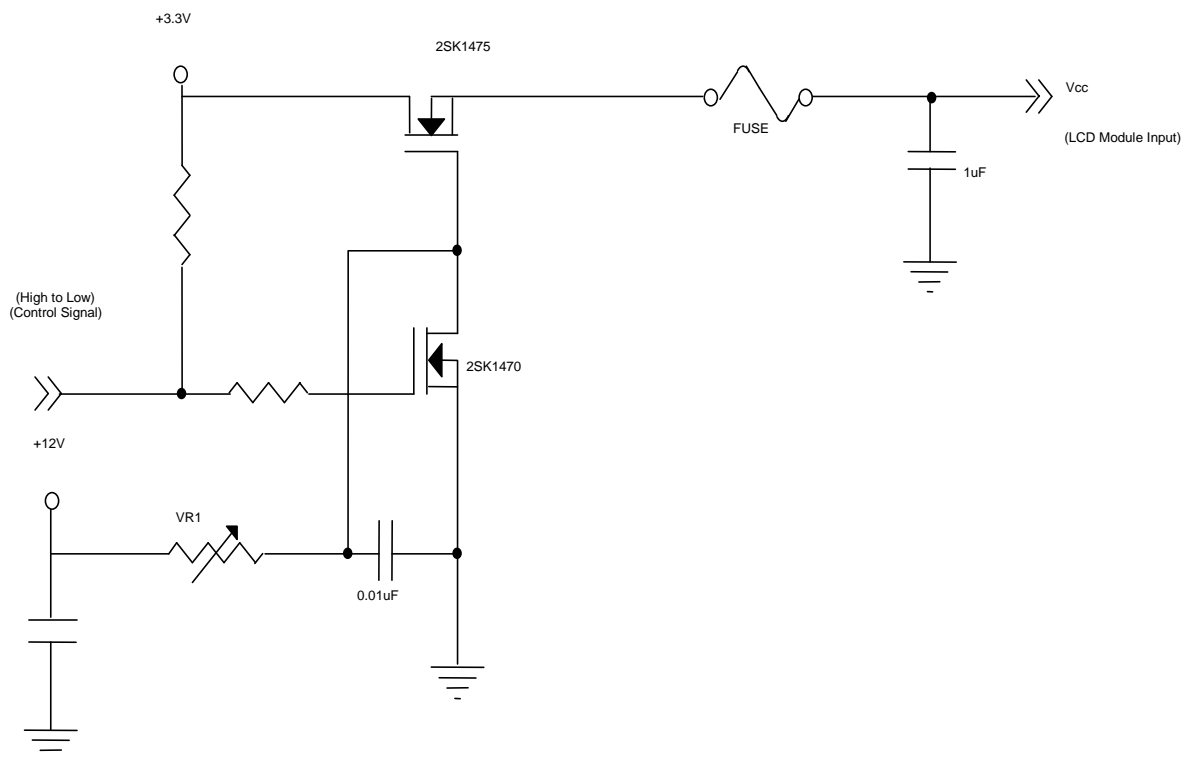 +3.3V
2SK1475
Vcc
FUSE
(LCD Module Input)
1uF
(High to Low)
(Control Signal)
2SK1470
+12V
VR1
0.01uF